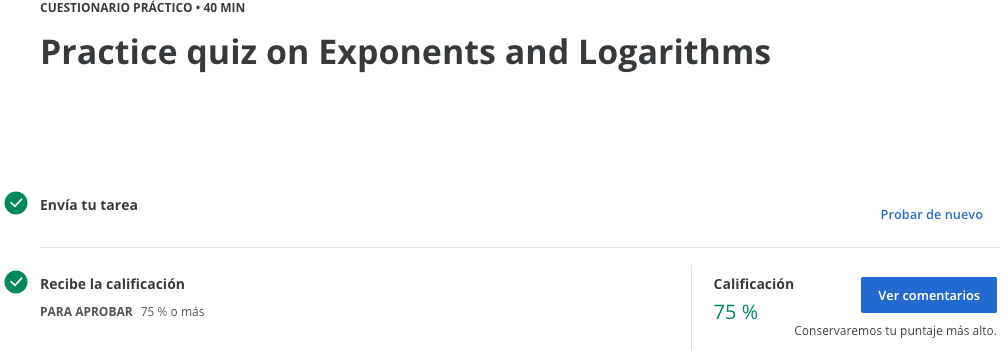 CUESTIONARIO PRÁCTICO • 40 MIN
Practice quiz on Exponents and Logarithms
Envía tu tarea
Probar de nuevo
Recibe la calificación
PARA APROBAR 75 % o más
Calificación
75 %
Ver comentarios
Conservaremos tu puntaje más alto.